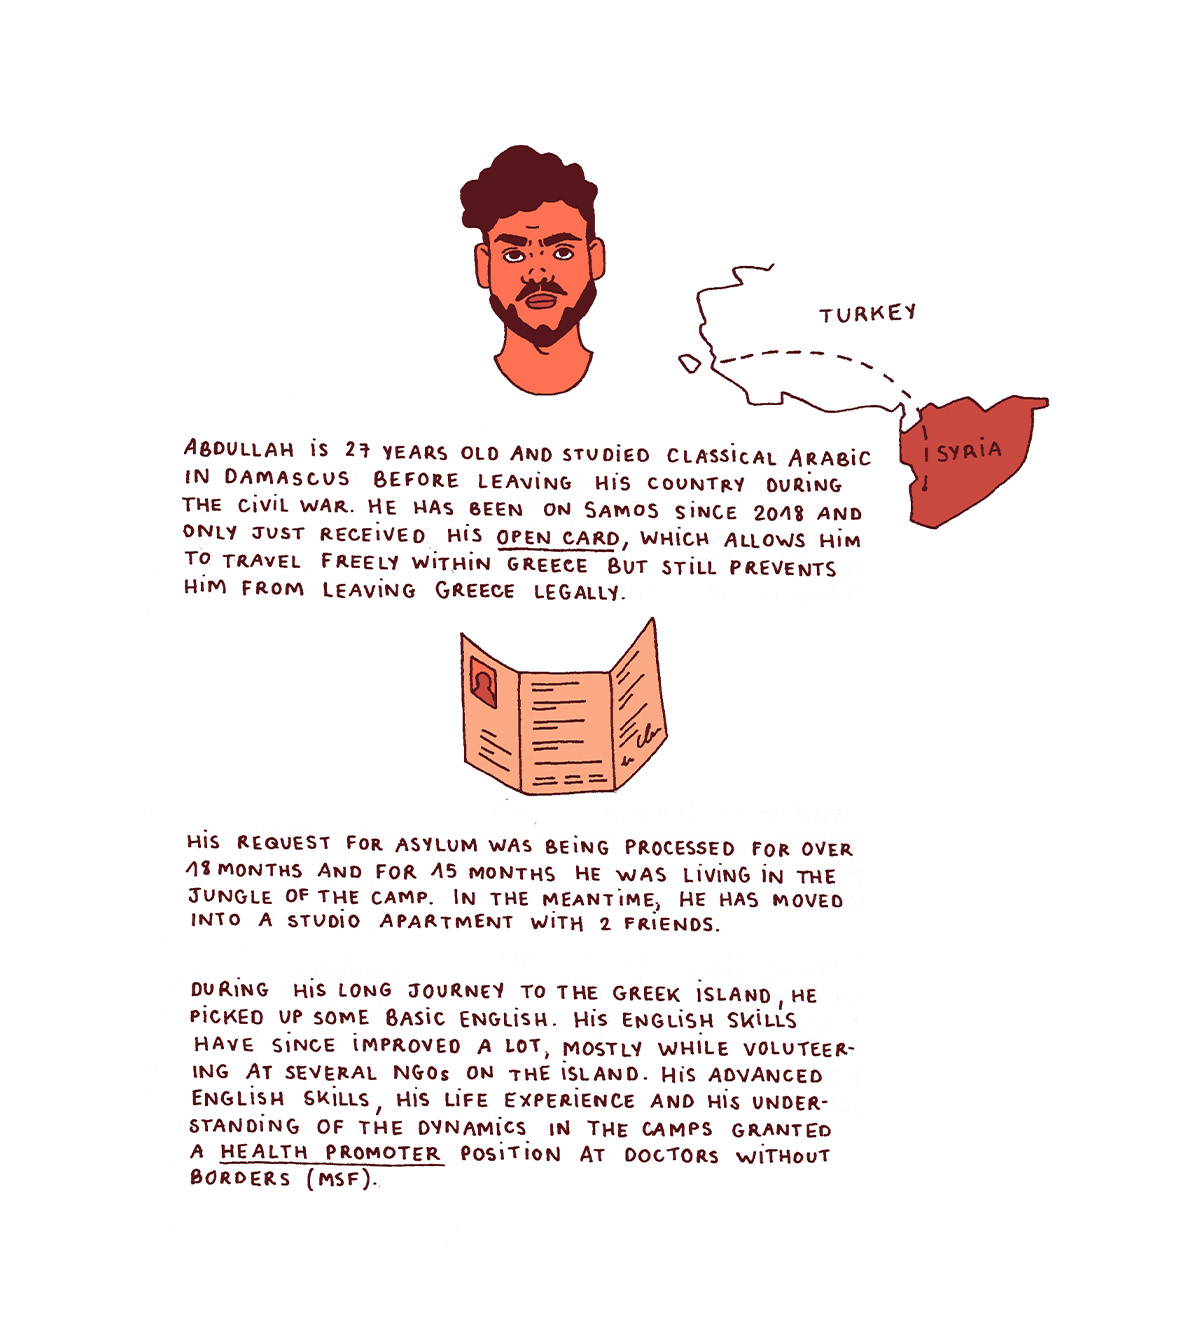 TURKEY
SYRIA
ABDULLAH IS 27 YEARS OLD AND STUDIED CLASSICAL ARABIC
IN DAMASCUS BEFORE LEAVING HIS COUNTRY DURING
THE CIVIL WAR. HE HAS BEEN ON SAMOS SINCE 2018 AND
ONLY JUST RECEIVED HIS OPEN CARD, WHICH ALLOWS HIM
TO TRAVEL FREELY WITHIN GREECE BUT STILL PREVENTS
HIM FROM LEAVING GREECE LEGALLY.
HIS REQUEST FOR ASYLUM WAS BEING PROCESSED FOR OVER
18 MONTHS AND FOR 15 MONTHS HE WAS LIVING IN THE
JUNGLE OF THE CAMP. IN THE MEANTIME, HE HAS MOVED
INTO A STUDIO APARTMENT WITH 2 FRIENDS.
DURING HIS LONG JOURNEY TO THE GREEK ISLAND, HE
PICKED UP SOME BASIC ENGLISH. HIS ENGLISH SKILLS
HAVE SINCE IMPROVED A LOT, MOSTLY WHILE VOLUTEER-
ING AT SEVERAL NGOs ON THE ISLAND. HIS ADVANCED
ENGLISH SKILLS, HIS LIFE EXPERIENCE AND HIS UNDER-
STANDING OF THE DYNAMICS IN THE CAMPS GRANTED
A HEALTH PROMOTER POSITION AT DOCTORS WITHOUT
BORDERS (MSF).